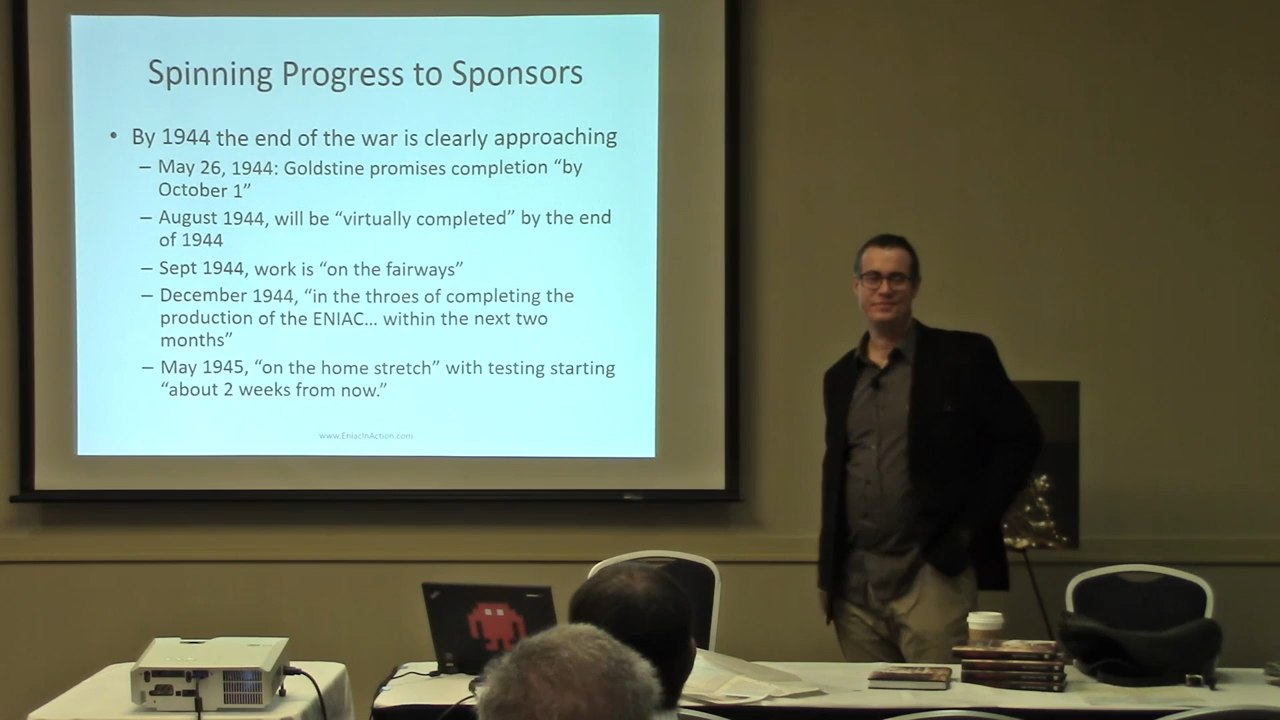 Spinning Progress to Sponsors
• By 1944 the end of the war is clearly approaching
– May 26, 1944: Goldstine promises completion “by
October 1”
– August 1944, will be “virtually completed” by the end
of 1944
– Sept 1944, work is “on the fairways”
– December 1944, “in the throes of completing the
production of the ENIAC... within the next two
months”
– May 1945, “on the home stretch” with testing starting
“about 2 weeks from now.”
www.EniacInAction.com